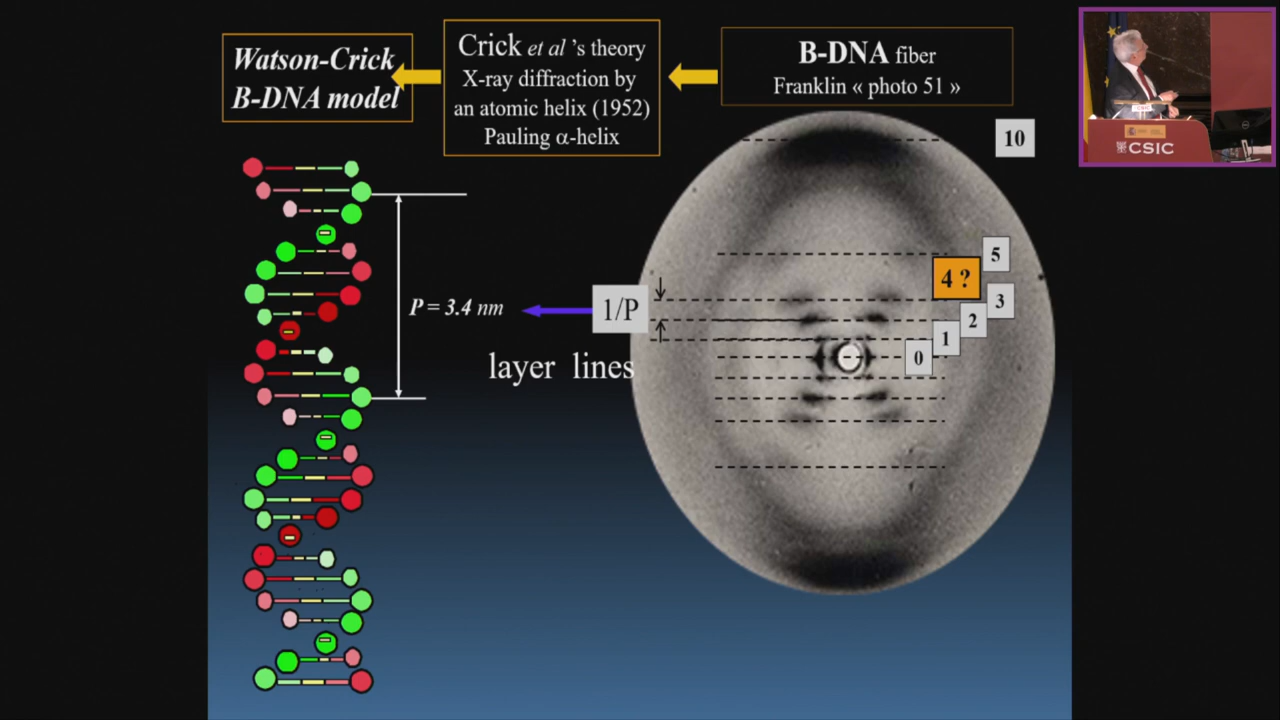 Watson-Crick
B-DNA model
Crick et al 's theory
X-ray diffraction by
an atomic helix (1952)
Pauling α-helix
B-DNA fiber
Franklin « photo 51 »
10
5
4 ?
3
2
1
0
1/P
P = 3.4 nm
layer lines
CSIC